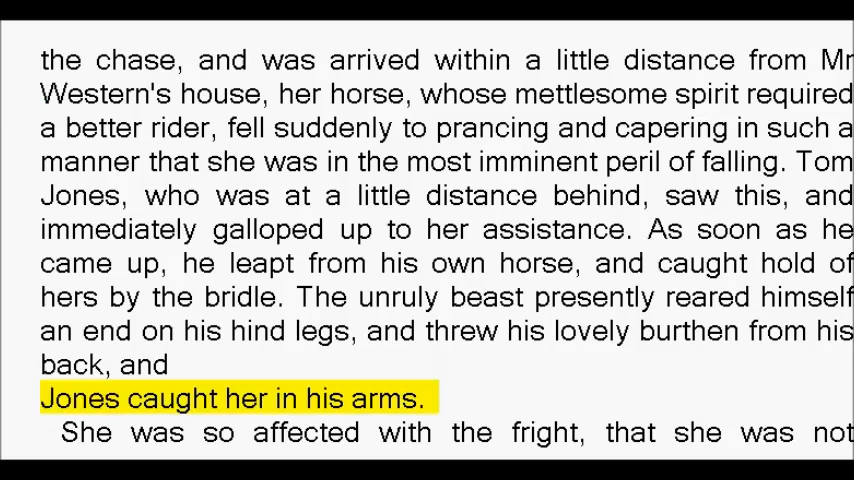 the chase, and was arrived within a little distance from Mr
Western's house, her horse, whose mettlesome spirit required
a better rider, fell suddenly to prancing and capering in such a
manner that she was in the most imminent peril of falling. Tom
Jones, who was at a little distance behind, saw this, and
immediately galloped up to her assistance. As soon as he
came up, he leapt from his own horse, and caught hold of
hers by the bridle. The unruly beast presently reared himself
an end on his hind legs, and threw his lovely burthen from his
back, and
Jones caught her in his arms.
She was so affected with the fright, that she was not